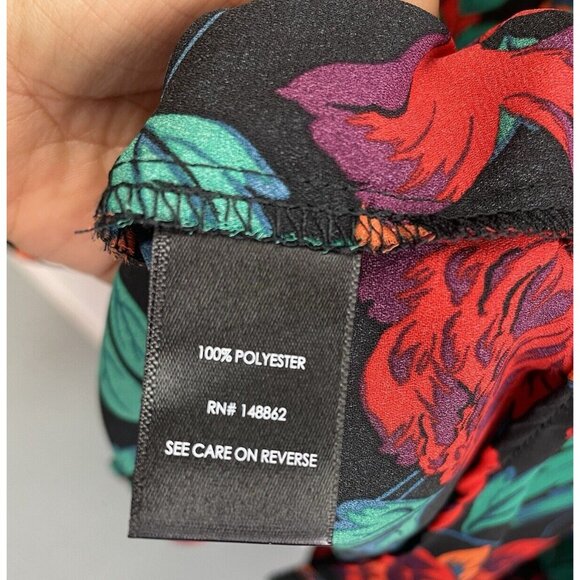 100% POLYESTER
RN# 148862
SEE CARE ON REVERSE